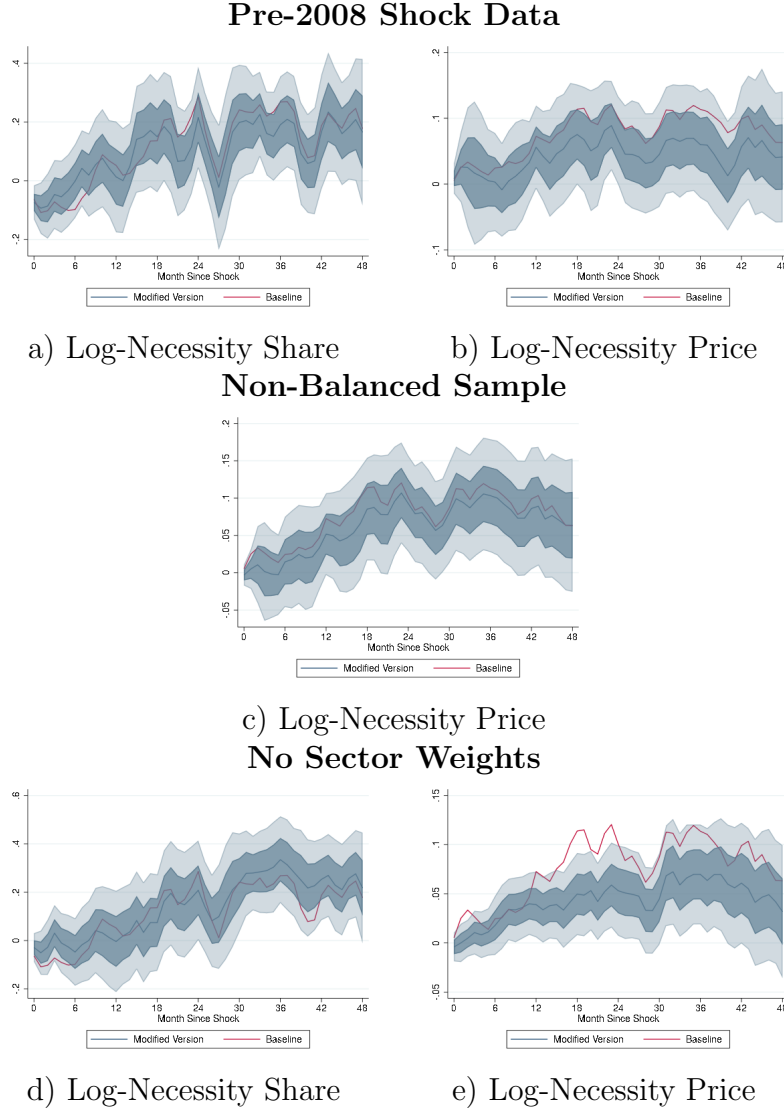 Pre-2008 Shock Data
.4
.2
0
-.2
0 6 12 18 24 30 36 42 48
Month Since Shock
Modified Version Baseline
a) Log-Necessity Share
.2
.1
0
-.1
0 6 12 18 24 30 36 42 48
Month Since Shock
Modified Version Baseline
b) Log-Necessity Price
Non-Balanced Sample
.2
.15
.1
.05
0
-.05
0 6 12 18 24 30 36 42 48
Month Since Shock
Modified Version Baseline
c) Log-Necessity Price
No Sector Weights
.6
.4
.2
0
-.2
0 6 12 18 24 30 36 42 48
Month Since Shock
Modified Version Baseline
d) Log-Necessity Share
.15
.1
.05
0
-.05
0 6 12 18 24 30 36 42 48
Month Since Shock
Modified Version Baseline
e) Log-Necessity Price